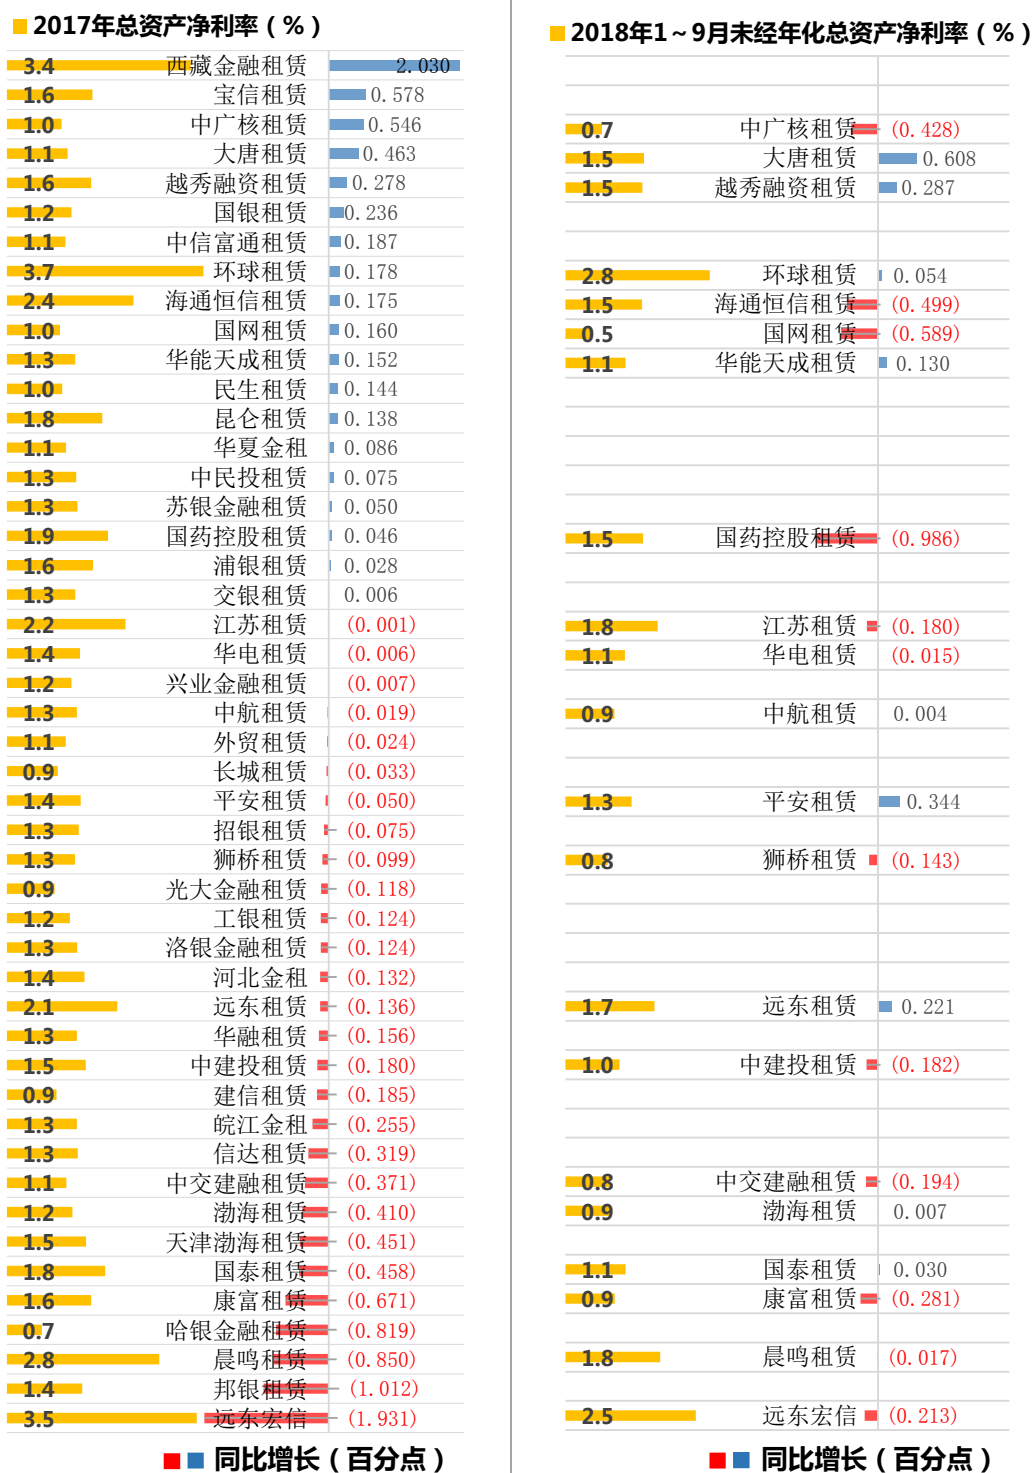 2017年总资产净利率（%）
3.4 西藏金融租赁 2.030
1.6 宝信租赁 0.578
1.0 中广核租赁 0.546
1.1 大唐租赁 0.463
1.6 越秀融资租赁 0.278
1.2 国银租赁 0.236
1.1 中信富通租赁 0.187
3.7 环球租赁 0.178
2.4 海通恒信租赁 0.175
1.0 国网租赁 0.160
1.3 华能天成租赁 0.152
1.0 民生租赁 0.144
1.8 昆仑租赁 0.138
1.1 华夏金租 0.086
1.3 中民投租赁 0.075
1.3 苏银金融租赁 0.050
1.9 国药控股租赁 0.046
1.6 浦银租赁 0.028
1.3 交银租赁 0.006
2.2 江苏租赁 (0.001)
1.4 华电租赁 (0.006)
1.2 兴业金融租赁 (0.007)
1.3 中航租赁 (0.019)
1.1 外贸租赁 (0.024)
0.9 长城租赁 (0.033)
1.4 平安租赁 (0.050)
1.3 招银租赁 (0.075)
1.3 狮桥租赁 (0.099)
0.9 光大金融租赁 (0.118)
1.2 工银租赁 (0.124)
1.3 洛银金融租赁 (0.124)
1.4 河北金租 (0.132)
2.1 远东租赁 (0.136)
1.3 华融租赁 (0.156)
1.5 中建投租赁 (0.180)
0.9 建信租赁 (0.185)
1.3 皖江金租 (0.255)
1.3 信达租赁 (0.319)
1.1 中交建融租赁 (0.371)
1.2 渤海租赁 (0.410)
1.5 天津渤海租赁 (0.451)
1.8 国泰租赁 (0.458)
1.6 康富租赁 (0.671)
0.7 哈银金融租赁 (0.819)
2.8 晨鸣租赁 (0.850)
1.4 邦银租赁 (1.012)
3.5 远东宏信 (1.931)
同比增长（百分点）
2018年1～9月未经年化总资产净利率（%）
0.7 中广核租赁 (0.428)
1.5 大唐租赁 0.608
1.5 越秀融资租赁 0.287
2.8 环球租赁 0.054
1.5 海通恒信租赁 (0.499)
0.5 国网租赁 (0.589)
1.1 华能天成租赁 0.130
1.5 国药控股租赁 (0.986)
1.8 江苏租赁 (0.180)
1.1 华电租赁 (0.015)
0.9 中航租赁 0.004
1.3 平安租赁 0.344
0.8 狮桥租赁 (0.143)
1.7 远东租赁 0.221
1.0 中建投租赁 (0.182)
0.8 中交建融租赁 (0.194)
0.9 渤海租赁 0.007
1.1 国泰租赁 0.030
0.9 康富租赁 (0.281)
1.8 晨鸣租赁 (0.017)
2.5 远东宏信 (0.213)
同比增长（百分点）